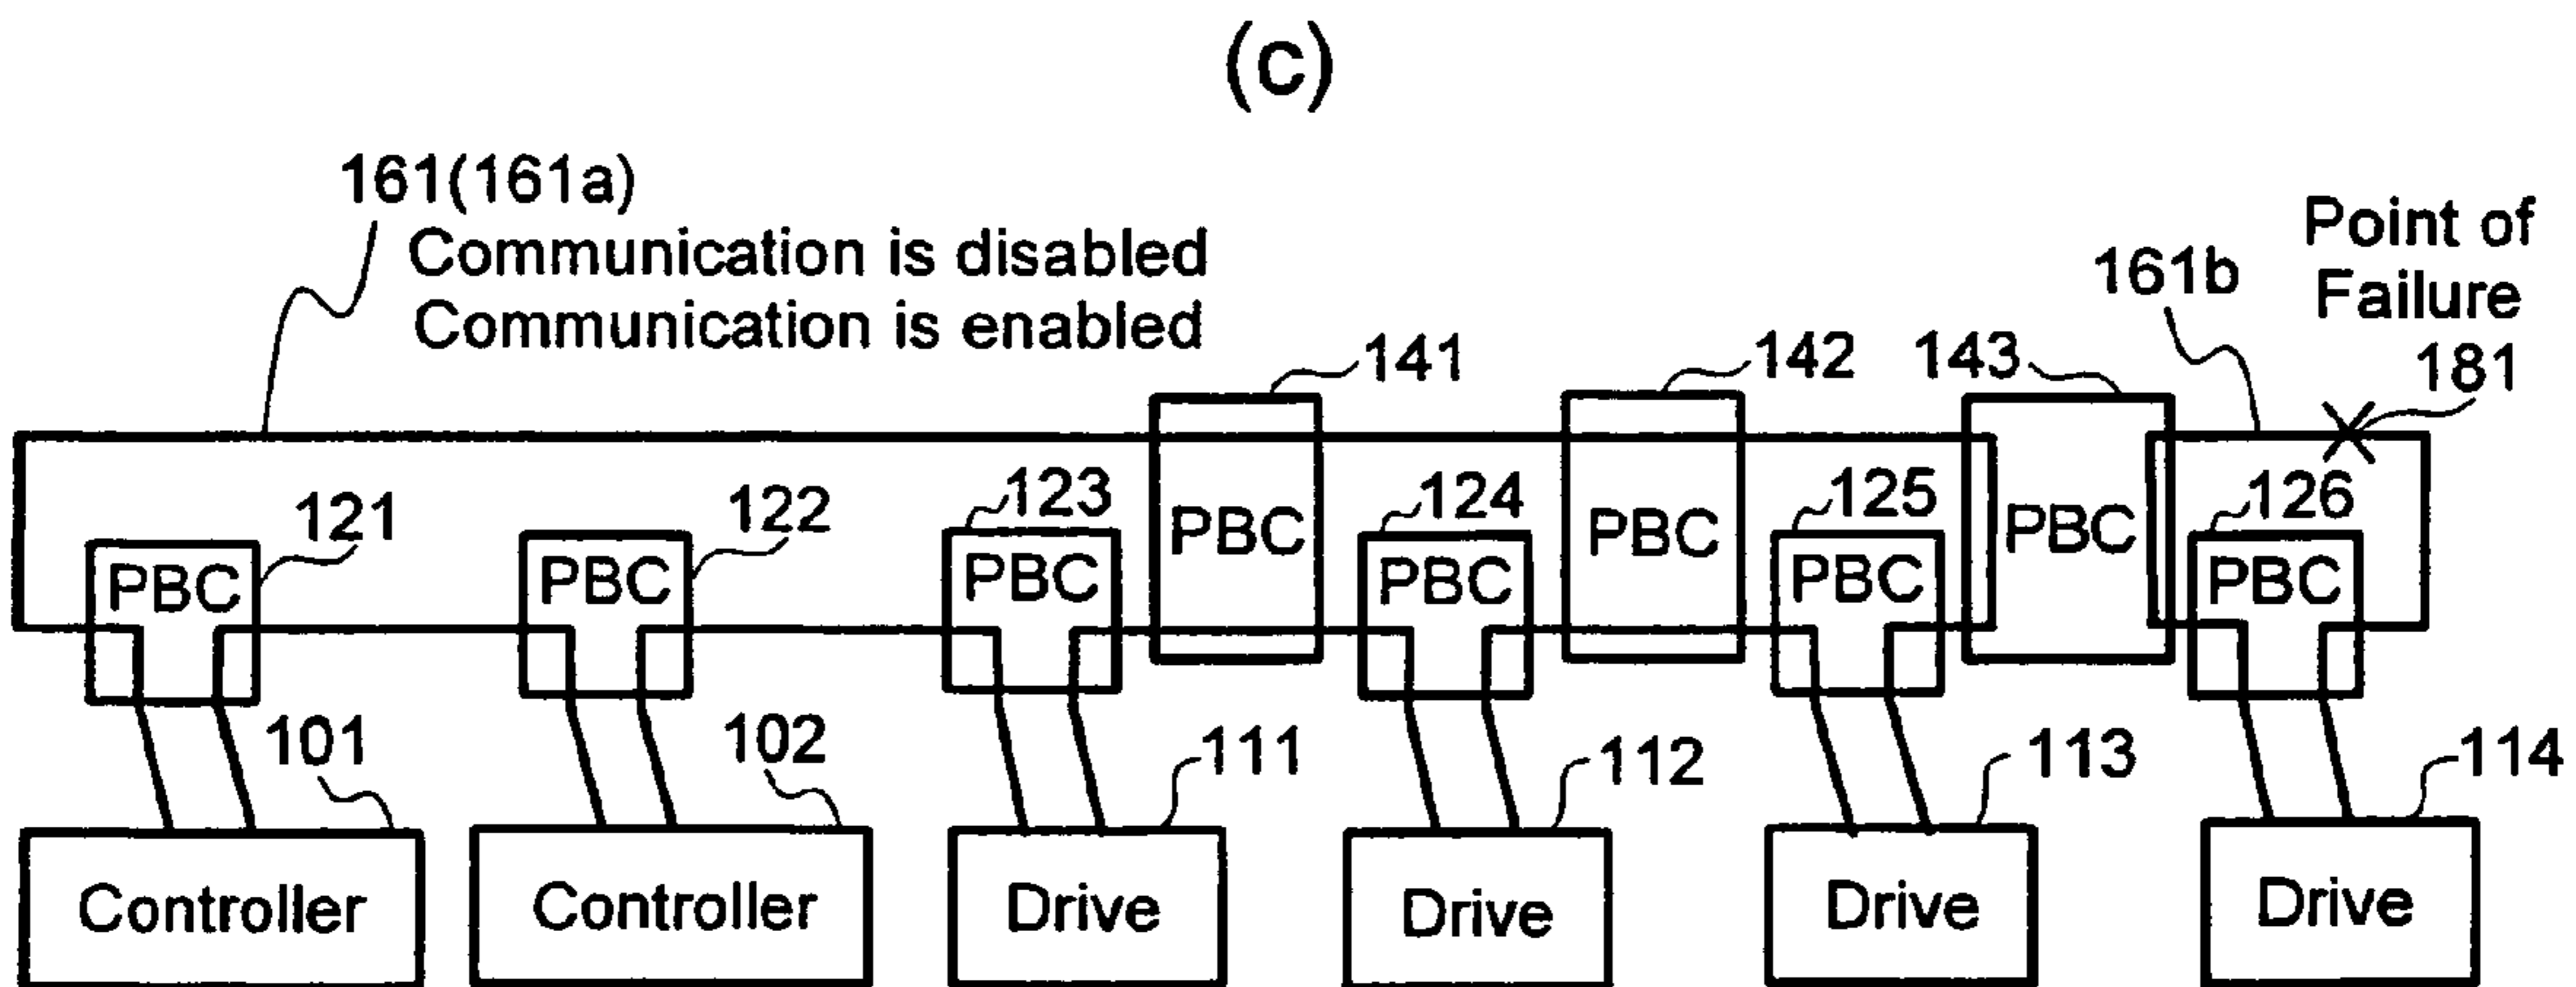 (c)
161(161a)
Communication is disabled
Communication is enabled
Point of
Failure
181
161b
141
142
143
121
122
123
124
125
126
PBC
PBC
PBC
PBC
PBC
PBC
PBC
PBC
PBC
101
102
111
112
113
114
Controller
Controller
Drive
Drive
Drive
Drive